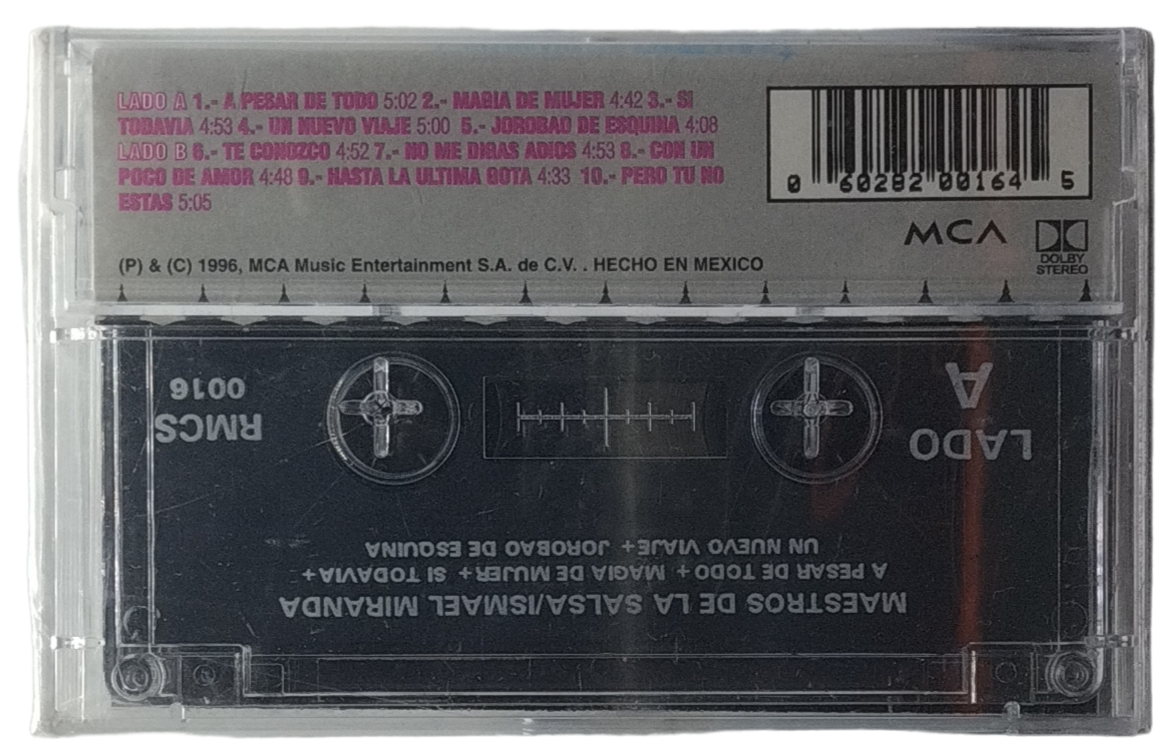 LADO A 1.- A PESAR DE TODO 5:02 2.- MAGIA DE MUJER 4:42 3.- SI
TODAVIA 4:53 4.- UN NUEVO VIAJE 5:00 5.- JOROBAO DE ESQUINA 4:08
LADO B 6.- TE CONOZCO 4:52 7.- NO ME DIGAS ADIOS 4:53 8.- CON UN
POCO DE AMOR 4:48 9.- HASTA LA ULTIMA GOTA 4:33 10.- PERO TU NO
ESTAS 5:05
0 60282 00164 5
MCA
DOLBY
STEREO
(P) & (C) 1996, MCA Music Entertainment S.A. de C.V. . HECHO EN MEXICO
MAESTROS DE LA SALSA/ISMAEL MIRANDA
A PESAR DE TODO + MAGIA DE MUJER + SI TODAVIA +
UN NUEVO VIAJE + JOROBAO DE ESQUINA
LADO
A
RMCS
0016